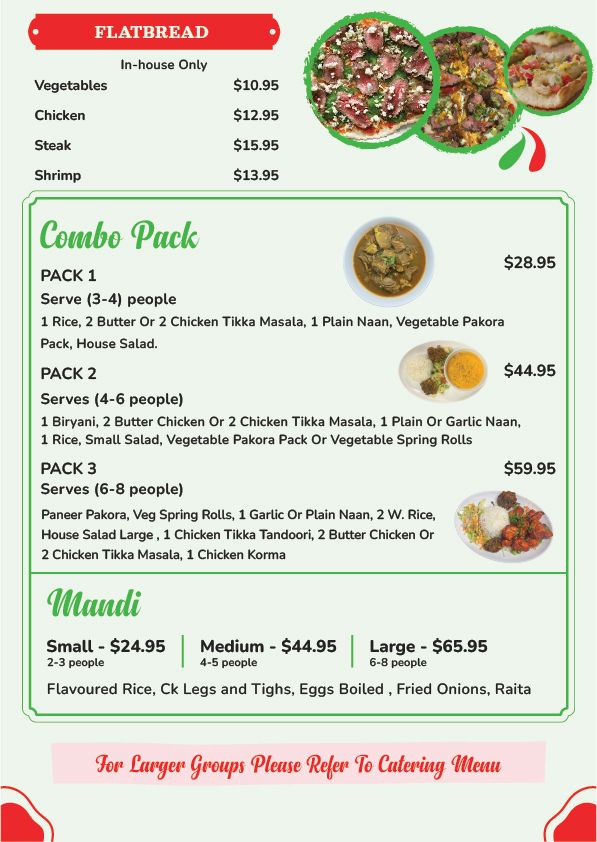 FLATBREAD
In-house Only
Vegetables $10.95
Chicken $12.95
Steak $15.95
Shrimp $13.95
Combo Pack
$28.95
PACK 1
Serve (3-4) people
1 Rice, 2 Butter Or 2 Chicken Tikka Masala, 1 Plain Naan, Vegetable Pakora
Pack, House Salad.
PACK 2 $44.95
Serves (4-6 people)
1 Biryani, 2 Butter Chicken Or 2 Chicken Tikka Masala, 1 Plain Or Garlic Naan,
1 Rice, Small Salad, Vegetable Pakora Pack Or Vegetable Spring Rolls
PACK 3 $59.95
Serves (6-8 people)
Paneer Pakora, Veg Spring Rolls, 1 Garlic Or Plain Naan, 2 W. Rice,
House Salad Large , 1 Chicken Tikka Tandoori, 2 Butter Chicken Or
2 Chicken Tikka Masala, 1 Chicken Korma
Mandi
Small - $24.95 Medium - $44.95 Large - $65.95
2-3 people 4-5 people 6-8 people
Flavoured Rice, Ck Legs and Tighs, Eggs Boiled , Fried Onions, Raita
For Larger Groups Please Refer To Catering Menu